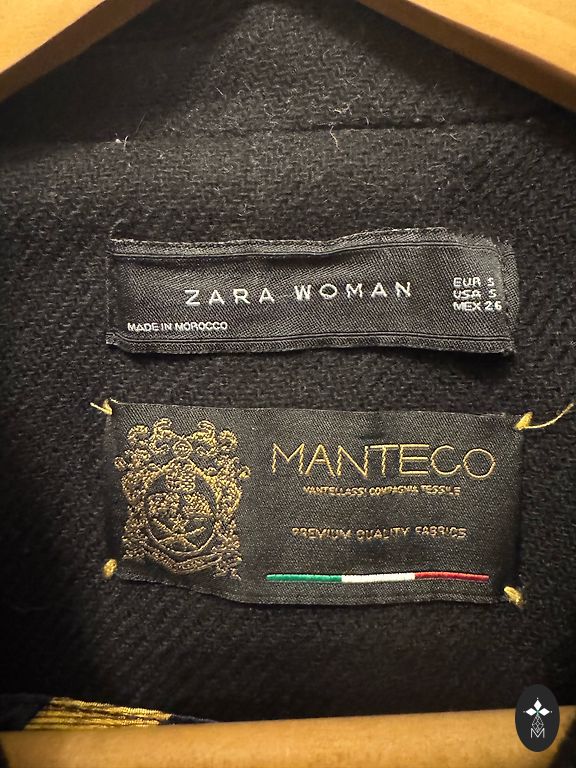 ZARA WOMAN
MADE IN MOROCCO
EUR S
USA S
MEX 26
MANTECO
MANTELLASSI COMPAGNIA TESSILE
PREMIUM QUALITY FABRICS
M